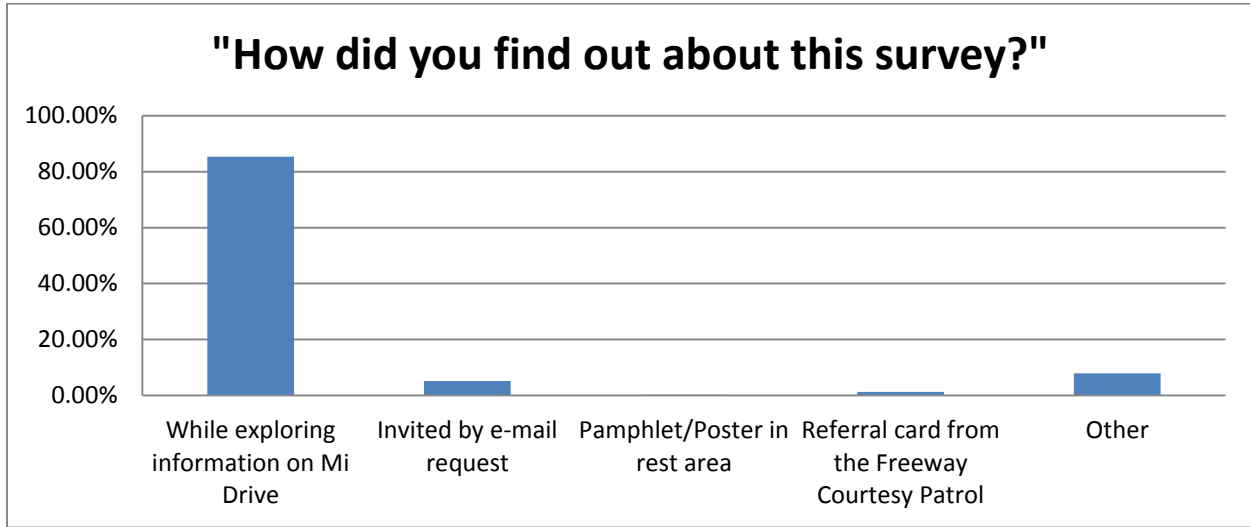 "How did you find out about this survey?"
100.00%
80.00%
60.00%
40.00%
20.00%
0.00%
While exploring
information on Mi
Drive
Invited by e-mail
request
Pamphlet/Poster in
rest area
Referral card from
the Freeway
Courtesy Patrol
Other